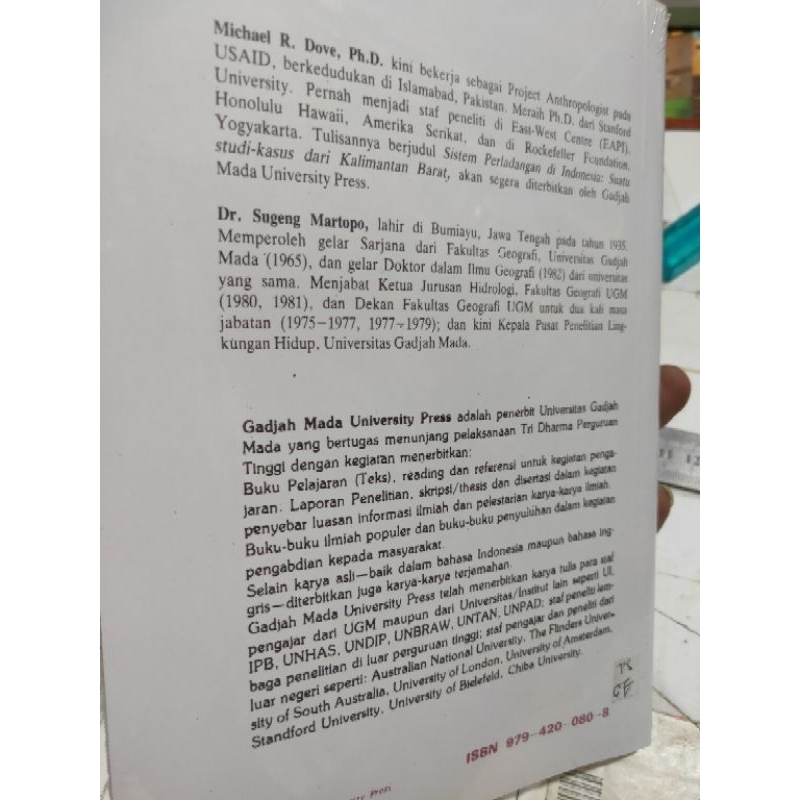 Michael R. Dove, Ph.D. kini bekerja sebagai Project Anthropologist pada
USAID, berkedudukan di Islamabad, Pakistan. Meraih Ph.D. dari Stanford
University. Pernah menjadi staf peneliti di East-West Centre (EAPI),
Honolulu Hawaii, Amerika Serikat, dan di Rockefeller Foundation,
Yogyakarta. Tulisannya berjudul Sistem Perladangan di Indonesia: Suatu
studi-kasus dari Kalimantan Barat, akan segera diterbitkan oleh Gadjah
Mada University Press.
Dr. Sugeng Martopo, lahir di Bumiayu, Jawa Tengah pada tahun 1935.
Memperoleh gelar Sarjana dari Fakultas Geografi, Universitas Gadjah
Mada (1965), dan gelar Doktor dalam Ilmu Geografi (1982) dari universitas
yang sama. Menjabat Ketua Jurusan Hidrologi, Fakultas Geografi UGM
(1980, 1981), dan Dekan Fakultas Geografi UGM untuk dua kali masa
jabatan (1975—1977, 1977—1979); dan kini Kepala Pusat Penelitian Ling-
kungan Hidup, Universitas Gadjah Mada.
Gadjah Mada University Press adalah penerbit Universitas Gadjah
Mada yang bertugas menunjang pelaksanaan Tri Dharma Perguruan
Tinggi dengan kegiatan menerbitkan:
Buku Pelajaran (Teks), reading dan referensi untuk kegiatan penga-
jaran. Laporan Penelitian, skripsi/thesis dan disertasi dalam kegiatan
penyebar luasan informasi ilmiah dan pelestarian karya-karya ilmiah.
Buku-buku ilmiah populer dan buku-buku penyuluhan dalam kegiatan
pengabdian kepada masyarakat.
Selain karya asli—baik dalam bahasa Indonesia maupun bahasa Ing-
gris—diterbitkan juga karya-karya terjemahan.
Gadjah Mada University Press telah menerbitkan karya tulis para staf
pengajar dari UGM maupun dari Universitas/Institut lain seperti UI,
IPB, UNHAS, UNDIP, UNBRAW, UNTAN, UNPAD; staf peneliti lem-
baga penelitian di luar perguruan tinggi; staf pengajar dan peneliti dari
luar negeri seperti: Australian National University, The Flinders Univer-
sity of South Australia, University of London, University of Amsterdam,
Standford University, University of Bielefeld, Chiba University.
ISBN 979-420-080-8
Press
11 12